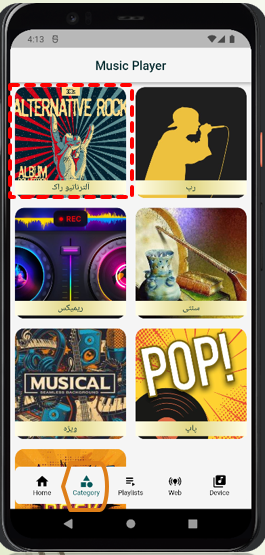 4:13
Music Player
ALTERNATIVE ROCK
ALBUM
آلترناتیو راک
رپ
REC
ریمیکس
سنتی
MUSICAL
SEAMLESS BACKGROUND
ویژه
POP!
پاپ
Home
Category
Playlists
Web
Device